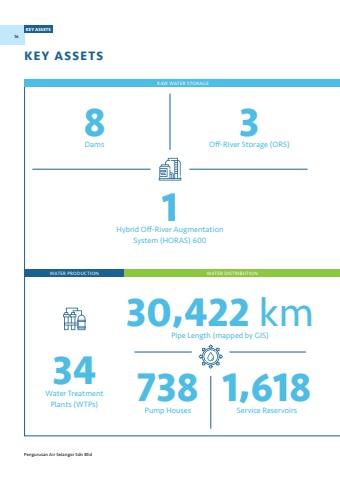 KEY ASSETS
16
KEY ASSETS
RAW WATER STORAGE
8
Dams
3
Off-River Storage (ORS)
1
Hybrid Off-River Augmentation
System (HORAS) 600
WATER PRODUCTION
WATER DISTRIBUTION
34
Water Treatment
Plants (WTPs)
30,422 km
Pipe Length (mapped by GIS)
738
Pump Houses
1,618
Service Reservoirs
Pengurusan Air Selangor Sdn Bhd